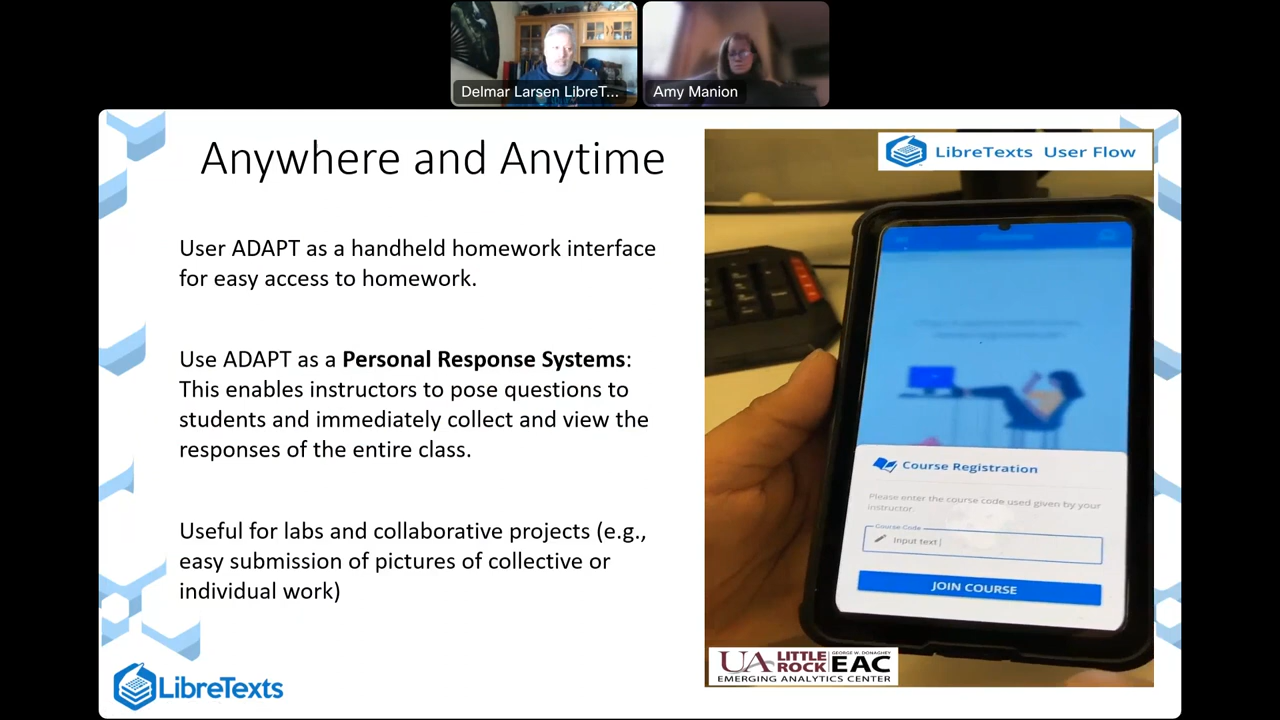 Delmar Larsen LibreT...
Amy Manion
Anywhere and Anytime
User ADAPT as a handheld homework interface
for easy access to homework.
Use ADAPT as a Personal Response Systems:
This enables instructors to pose questions to
students and immediately collect and view the
responses of the entire class.
Useful for labs and collaborative projects (e.g.,
easy submission of pictures of collective or
individual work)
LibreTexts
LibreTexts User Flow
Course Registration
Please enter the course code used given by your
instructor
Course Code
Input text
JOIN COURSE
UA LITTLE ROCK GEORGE W. DONAGHEY EAC
EMERGING ANALYTICS CENTER